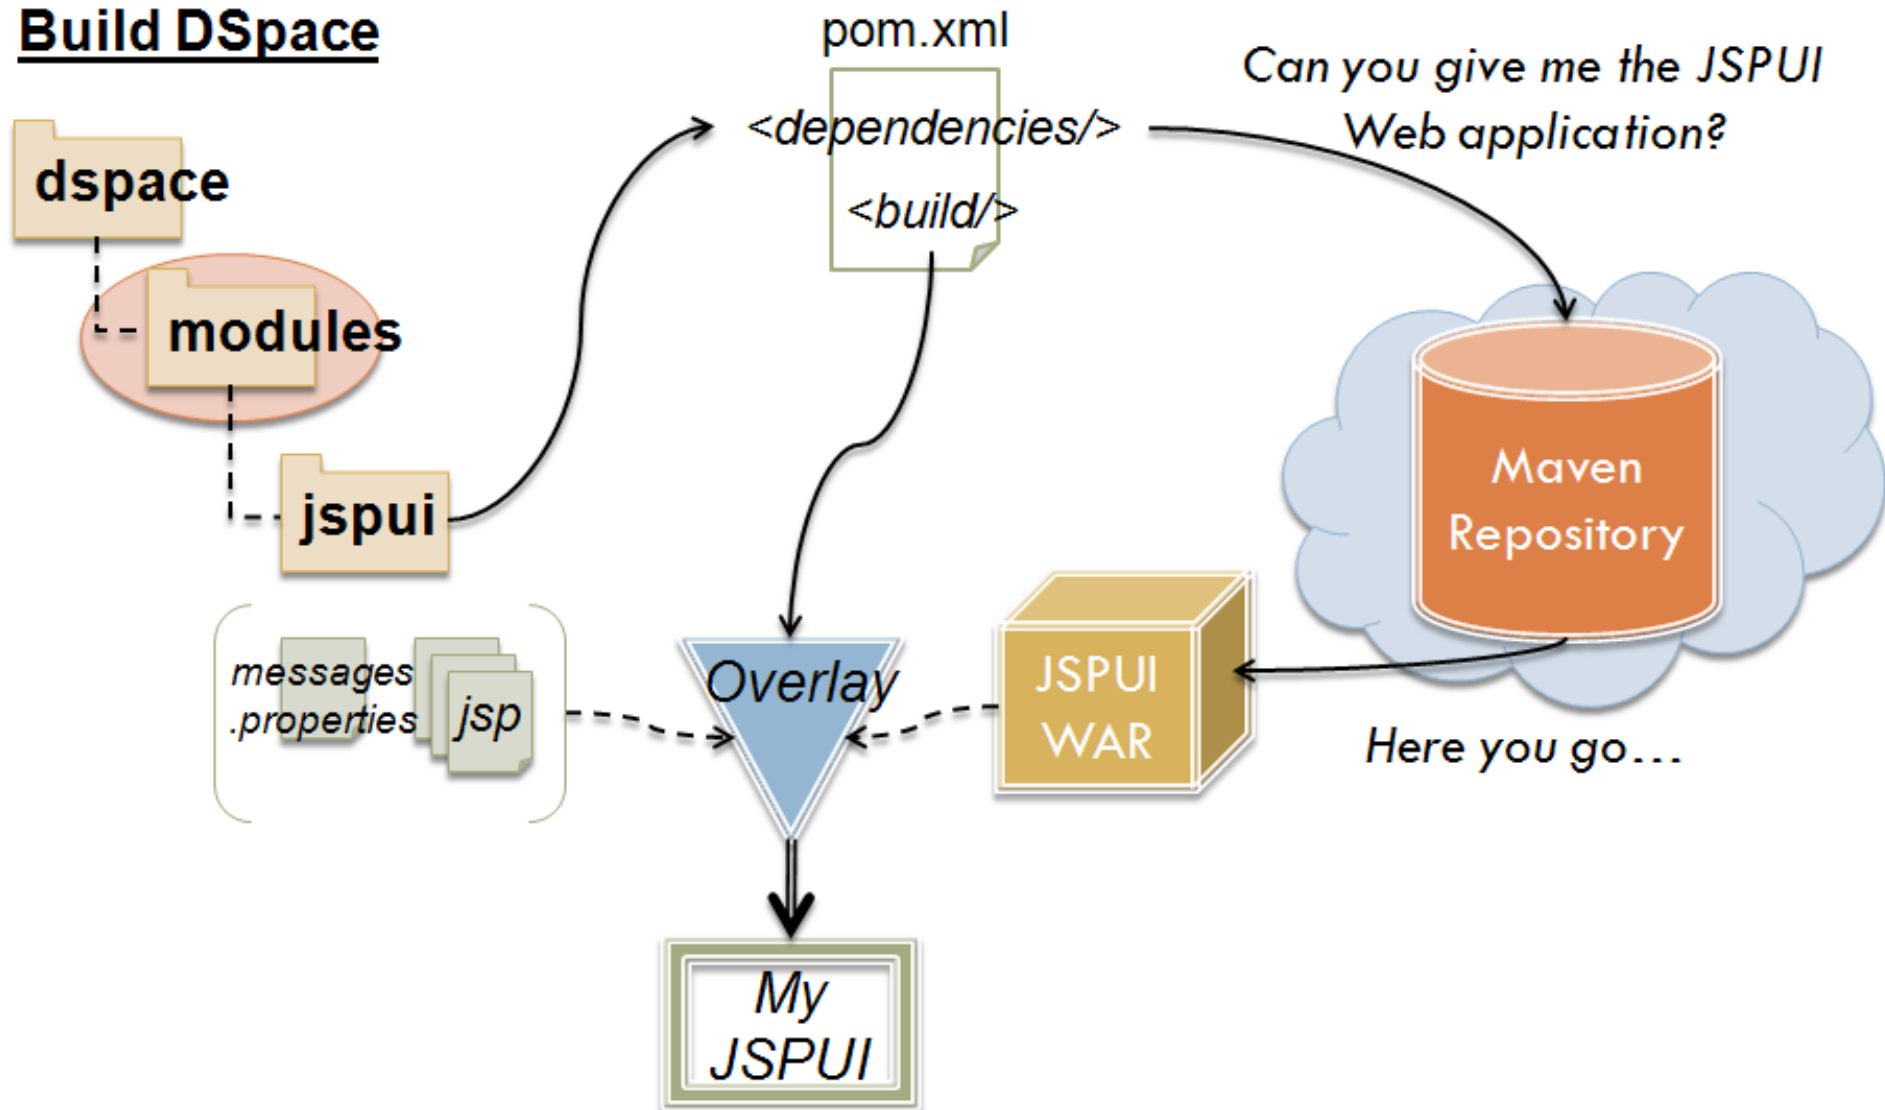 Build DSpace
pom.xml
Can you give me the JSPUI
Web application?
<dependencies/>
<build/>
dspace
modules
jspui
Maven
Repository
messages
.properties
jsp
Overlay
JSPUI
WAR
Here you go...
My
JSPUI